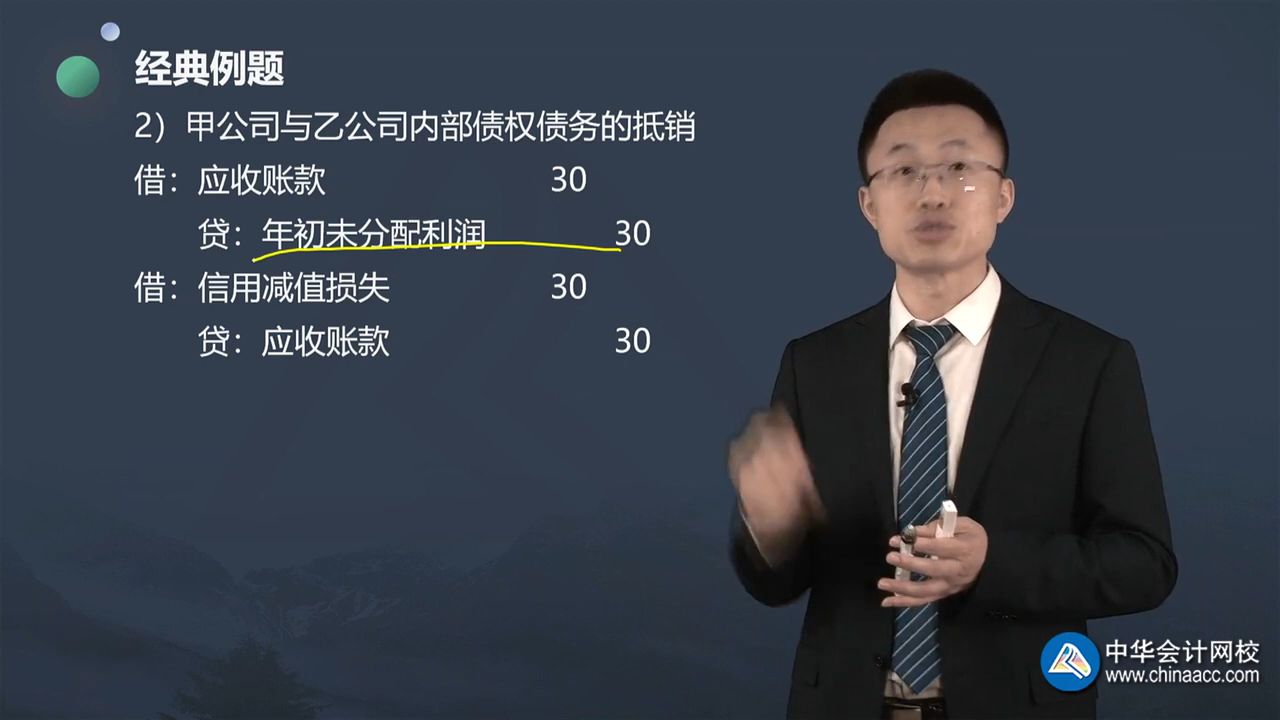 经典例题
2）甲公司与乙公司内部债权债务的抵销
借：应收账款 30
贷：年初未分配利润 30
借：信用减值损失 30
贷：应收账款 30
中华会计网校
www.chinaacc.com